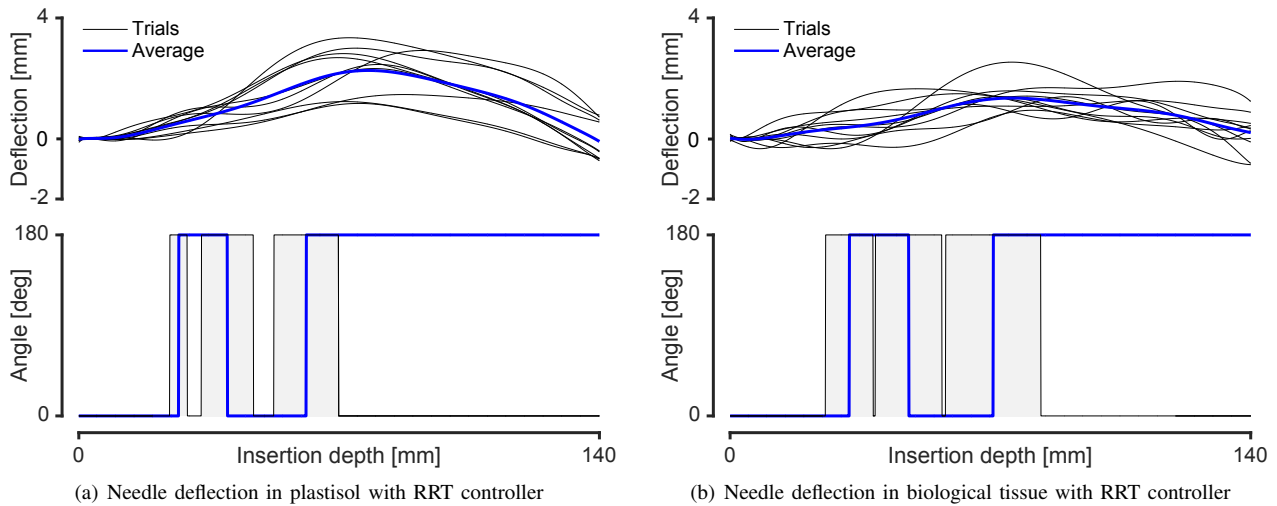 4
0
-2
Deflection [mm]
Trials
Average
180
0
Angle [deg]
0
Insertion depth [mm]
140
(a) Needle deflection in plastisol with RRT controller
4
0
-2
Deflection [mm]
Trials
Average
180
0
Angle [deg]
0
Insertion depth [mm]
140
(b) Needle deflection in biological tissue with RRT controller